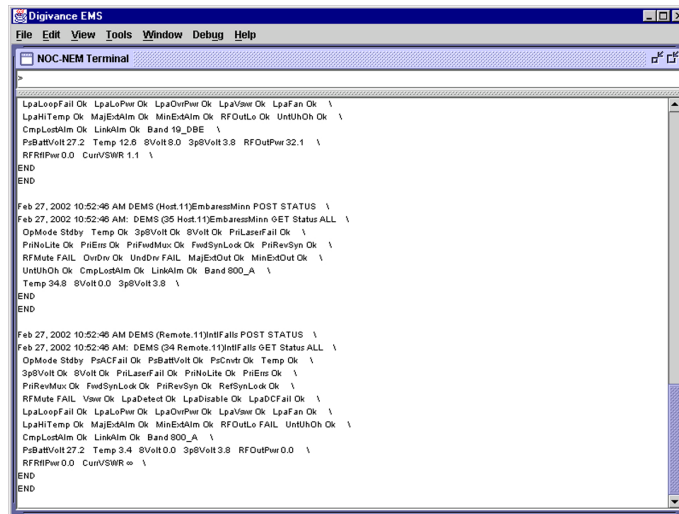 Digivance EMS
File Edit View Tools Window Debug Help
NOC-NEM Terminal
>
LpaLoopFail Ok LpaLoPwr Ok LpaOvrPwr Ok LpaVswr Ok LpaFan Ok \
LpaHiTemp Ok MajExtAlm Ok MinExtAlm Ok RFOutLo Ok UntUhOh Ok \
CmpLostAlm Ok LinkAlm Ok Band 19_DBE \
PsBattVolt 27.2 Temp 12.6 8Volt 8.0 3p8Volt 3.8 RFOutPwr 32.1 \
RFRflPwr 0.0 CurrVSWR 1.1 \
END
END
Feb 27, 2002 10:52:46 AM DEMS (Host.11)EmbaressMinn POST STATUS \
Feb 27, 2002 10:52:46 AM: DEMS (35 Host.11)EmbaressMinn GET Status ALL \
OpMode Stdby Temp Ok 3p8Volt Ok 8Volt Ok PriLaserFail Ok \
PriNoLite Ok PriErrs Ok PriFwdMux Ok FwdSynLock Ok PriRevSyn Ok \
RFMute FAIL OvrDrv Ok UndDrv FAIL MajExtOut Ok MinExtOut Ok \
UntUhOh Ok CmpLostAlm Ok LinkAlm Ok Band 800_A \
Temp 34.8 8Volt 0.0 3p8Volt 3.8 \
END
END
Feb 27, 2002 10:52:46 AM DEMS (Remote.11)IntlFalls POST STATUS \
Feb 27, 2002 10:52:46 AM: DEMS (34 Remote.11)IntlFalls GET Status ALL \
OpMode Stdby PsACFail Ok PsBattVolt Ok PsCnvtr Ok Temp Ok \
3p8Volt Ok 8Volt Ok PriLaserFail Ok PriNoLite Ok PriErrs Ok \
PriRevMux Ok FwdSynLock Ok PriRevSyn Ok RefSynLock Ok \
RFMute FAIL Vswr Ok LpaDetect Ok LpaDisable Ok LpaDCFail Ok \
LpaLoopFail Ok LpaLoPwr Ok LpaOvrPwr Ok LpaVswr Ok LpaFan Ok \
LpaHiTemp Ok MajExtAlm Ok MinExtAlm Ok RFOutLo FAIL UntUhOh Ok \
CmpLostAlm Ok LinkAlm Ok Band 800_A \
PsBattVolt 27.2 Temp 3.4 8Volt 0.0 3p8Volt 3.8 RFOutPwr 0.0 \
RFRflPwr 0.0 CurrVSWR ∞ \
END
END